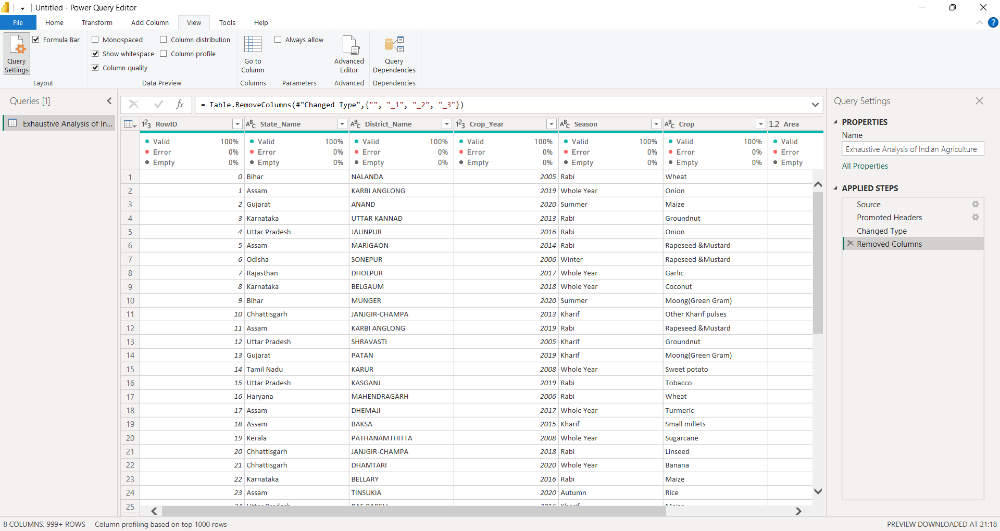 Untitled - Power Query Editor
File Home Transform Add Column View Tools Help
Query Settings
Formula Bar
Monospaced
Show whitespace
Column quality
Column distribution
Column profile
Go to Column
Always allow
Advanced Editor
Query Dependencies
Layout Data Preview Columns Parameters Advanced Dependencies
Queries [1]
Exhaustive Analysis of In...
fx = Table.RemoveColumns(#"Changed Type",{"", "_1", "_2", "_3"})
1²3 RowID ABC State_Name ABC District_Name 1²3 Crop_Year ABC Season ABC Crop 1.2 Area
Valid 100% Valid 100% Valid 100% Valid 100% Valid 100% Valid 100% Valid
Error 0% Error 0% Error 0% Error 0% Error 0% Error 0% Error
Empty 0% Empty 0% Empty 0% Empty 0% Empty 0% Empty 0% Empty
1 0 Bihar NALANDA 2005 Rabi Wheat
2 1 Assam KARBI ANGLONG 2019 Whole Year Onion
3 2 Gujarat ANAND 2020 Summer Maize
4 3 Karnataka UTTAR KANNAD 2013 Rabi Groundnut
5 4 Uttar Pradesh JAUNPUR 2016 Rabi Onion
6 5 Assam MARIGAON 2014 Rabi Rapeseed &Mustard
7 6 Odisha SONEPUR 2006 Winter Rapeseed &Mustard
8 7 Rajasthan DHOLPUR 2017 Whole Year Garlic
9 8 Karnataka BELGAUM 2018 Whole Year Coconut
10 9 Bihar MUNGER 2020 Summer Moong(Green Gram)
11 10 Chhattisgarh JANJGIR-CHAMPA 2013 Kharif Other Kharif pulses
12 11 Assam KARBI ANGLONG 2019 Rabi Rapeseed &Mustard
13 12 Uttar Pradesh SHRAVASTI 2005 Kharif Groundnut
14 13 Gujarat PATAN 2019 Kharif Moong(Green Gram)
15 14 Tamil Nadu KARUR 2008 Whole Year Sweet potato
16 15 Uttar Pradesh KASGANJ 2019 Rabi Tobacco
17 16 Haryana MAHENDRAGARH 2006 Rabi Wheat
18 17 Assam DHEMAJI 2017 Whole Year Turmeric
19 18 Assam BAKSA 2015 Kharif Small millets
20 19 Kerala PATHANAMTHITTA 2008 Whole Year Sugarcane
21 20 Chhattisgarh JANJGIR-CHAMPA 2018 Rabi Linseed
22 21 Chhattisgarh DHAMTARI 2020 Whole Year Banana
23 22 Karnataka BELLARY 2016 Rabi Maize
24 23 Assam TINSUKIA 2020 Autumn Rice
25
Query Settings
PROPERTIES
Name
Exhaustive Analysis of Indian Agriculture
All Properties
APPLIED STEPS
Source
Promoted Headers
Changed Type
Removed Columns
8 COLUMNS, 999+ ROWS Column profiling based on top 1000 rows
PREVIEW DOWNLOADED AT 21:18